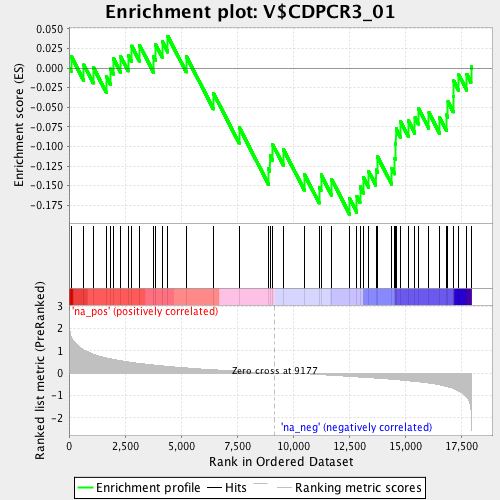 Enrichment plot: V$CDPCR3_01
Enrichment score (ES)
0.050
0.025
0.000
-0.025
-0.050
-0.075
-0.100
-0.125
-0.150
-0.175
'na_pos' (positively correlated)
Ranked list metric (PreRanked)
3
2
1
0
-1
-2
Zero cross at 9177
'na_neg' (negatively correlated)
0 2,500 5,000 7,500 10,000 12,500 15,000 17,500
Rank in Ordered Dataset
Enrichment profile Hits Ranking metric scores